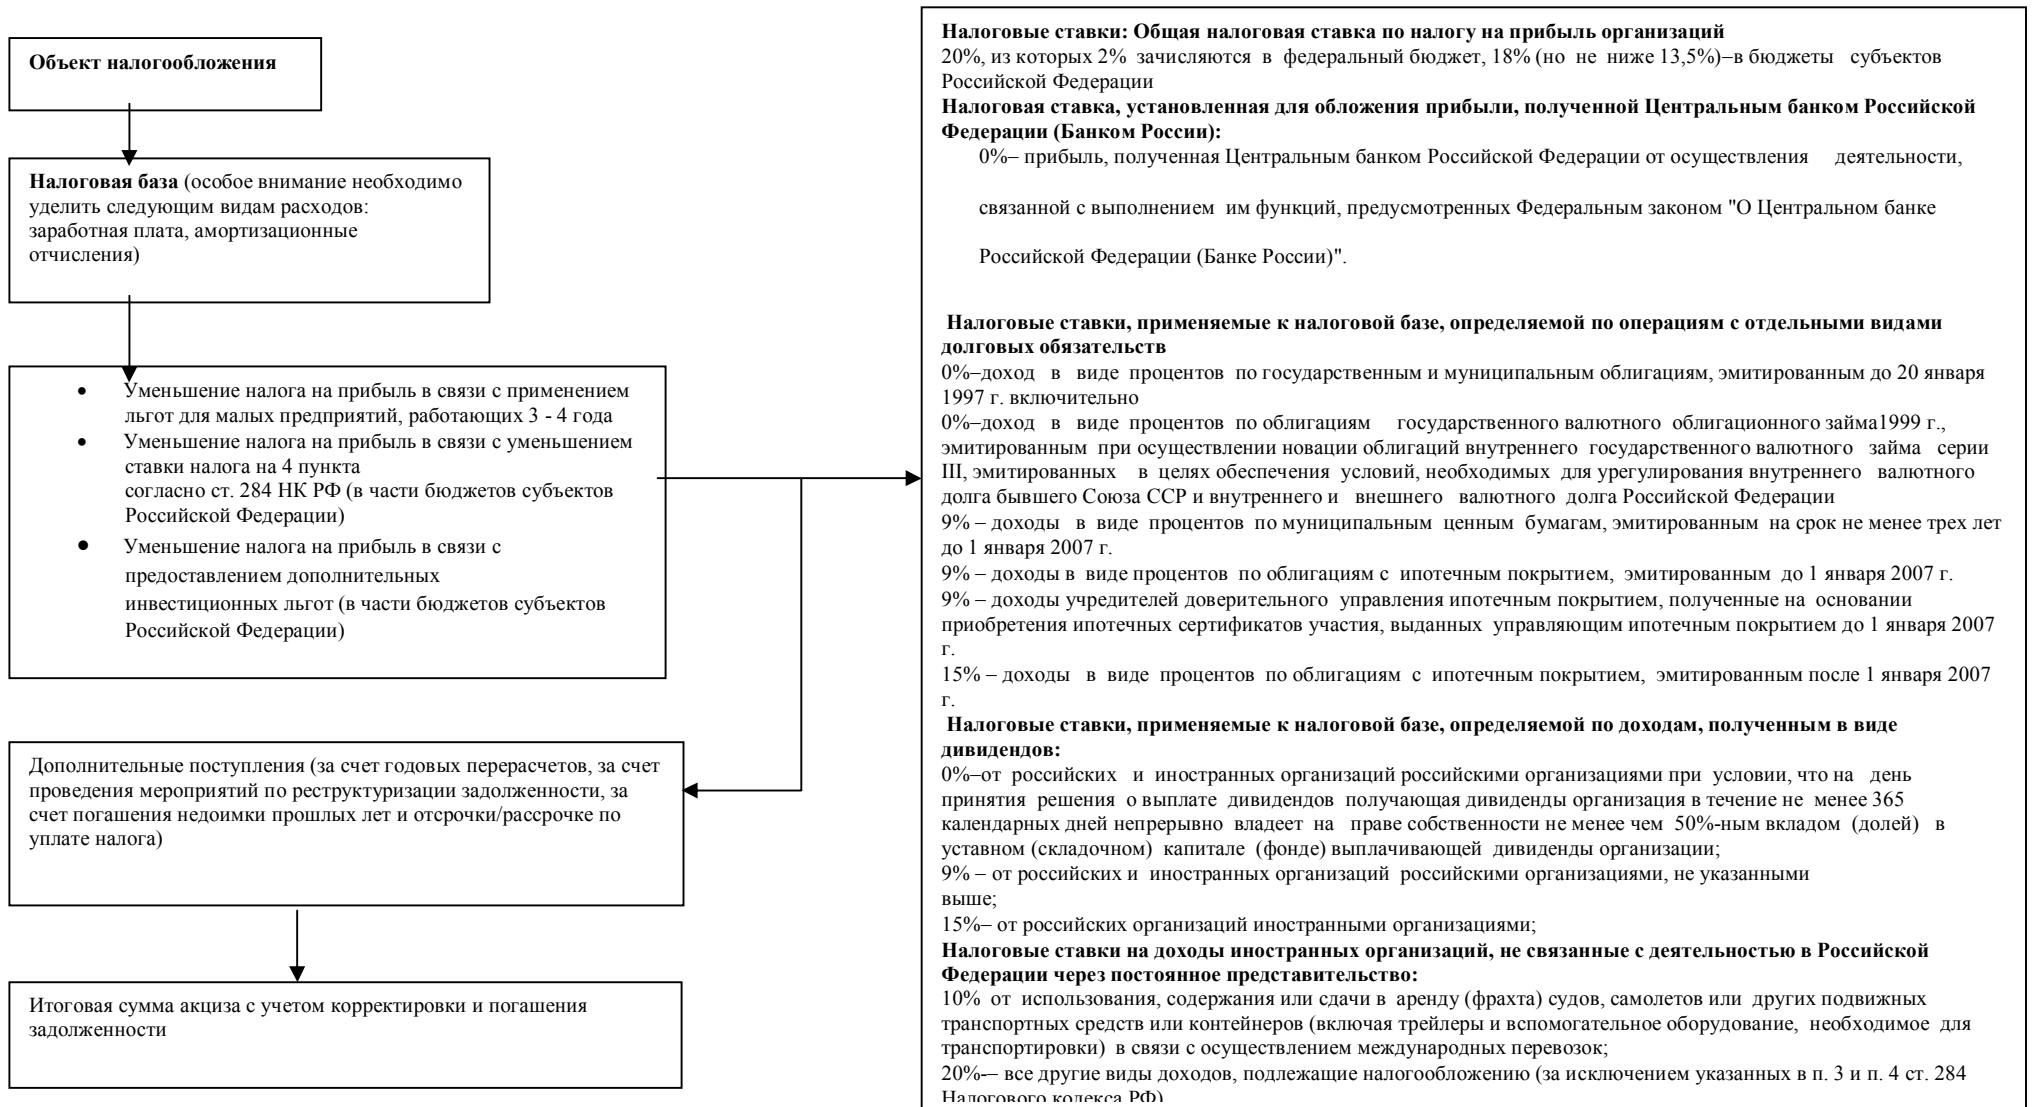 Объект налогообложения
Налоговая база (особое внимание необходимо
уделить следующим видам расходов:
заработная плата, амортизационные
отчисления)
• Уменьшение налога на прибыль в связи с применением
льгот для малых предприятий, работающих 3 - 4 года
• Уменьшение налога на прибыль в связи с уменьшением
ставки налога на 4 пункта
согласно ст. 284 НК РФ (в части бюджетов субъектов
Российской Федерации)
• Уменьшение налога на прибыль в связи с
предоставлением дополнительных
инвестиционных льгот (в части бюджетов субъектов
Российской Федерации)
Дополнительные поступления (за счет годовых перерасчетов, за счет
проведения мероприятий по реструктуризации задолженности, за
счет погашения недоимки прошлых лет и отсрочки/рассрочке по
уплате налога)
Итоговая сумма акциза с учетом корректировки и погашения
задолженности
Налоговые ставки: Общая налоговая ставка по налогу на прибыль организаций
20%, из которых 2% зачисляются в федеральный бюджет, 18% (но не ниже 13,5%)–в бюджеты субъектов
Российской Федерации
Налоговая ставка, установленная для обложения прибыли, полученной Центральным банком Российской
Федерации (Банком России):
0%– прибыль, полученная Центральным банком Российской Федерации от осуществления деятельности,
связанной с выполнением им функций, предусмотренных Федеральным законом "О Центральном банке
Российской Федерации (Банке России)".
Налоговые ставки, применяемые к налоговой базе, определяемой по операциям с отдельными видами
долговых обязательств
0%–доход в виде процентов по государственным и муниципальным облигациям, эмитированным до 20 января
1997 г. включительно
0%–доход в виде процентов по облигациям государственного валютного облигационного займа1999 г.,
эмитированным при осуществлении новации облигаций внутреннего государственного валютного займа серии
III, эмитированных в целях обеспечения условий, необходимых для урегулирования внутреннего валютного
долга бывшего Союза ССР и внутреннего и внешнего валютного долга Российской Федерации
9% – доходы в виде процентов по муниципальным ценным бумагам, эмитированным на срок не менее трех лет
до 1 января 2007 г.
9% – доходы в виде процентов по облигациям с ипотечным покрытием, эмитированным до 1 января 2007 г.
9% – доходы учредителей доверительного управления ипотечным покрытием, полученные на основании
приобретения ипотечных сертификатов участия, выданных управляющим ипотечным покрытием до 1 января 2007
г.
15% – доходы в виде процентов по облигациям с ипотечным покрытием, эмитированным после 1 января 2007
г.
Налоговые ставки, применяемые к налоговой базе, определяемой по доходам, полученным в виде
дивидендов:
0%–от российских и иностранных организаций российскими организациями при условии, что на день
принятия решения о выплате дивидендов получающая дивиденды организация в течение не менее 365
календарных дней непрерывно владеет на праве собственности не менее чем 50%-ным вкладом (долей) в
уставном (складочном) капитале (фонде) выплачивающей дивиденды организации;
9% – от российских и иностранных организаций российскими организациями, не указанными
выше;
15%– от российских организаций иностранными организациями;
Налоговые ставки на доходы иностранных организаций, не связанные с деятельностью в Российской
Федерации через постоянное представительство:
10% от использования, содержания или сдачи в аренду (фрахта) судов, самолетов или других подвижных
транспортных средств или контейнеров (включая трейлеры и вспомогательное оборудование, необходимое для
транспортировки) в связи с осуществлением международных перевозок;
20%-– все другие виды доходов, подлежащие налогообложению (за исключением указанных в п. 3 и п. 4 ст. 284
Налогового кодекса РФ)